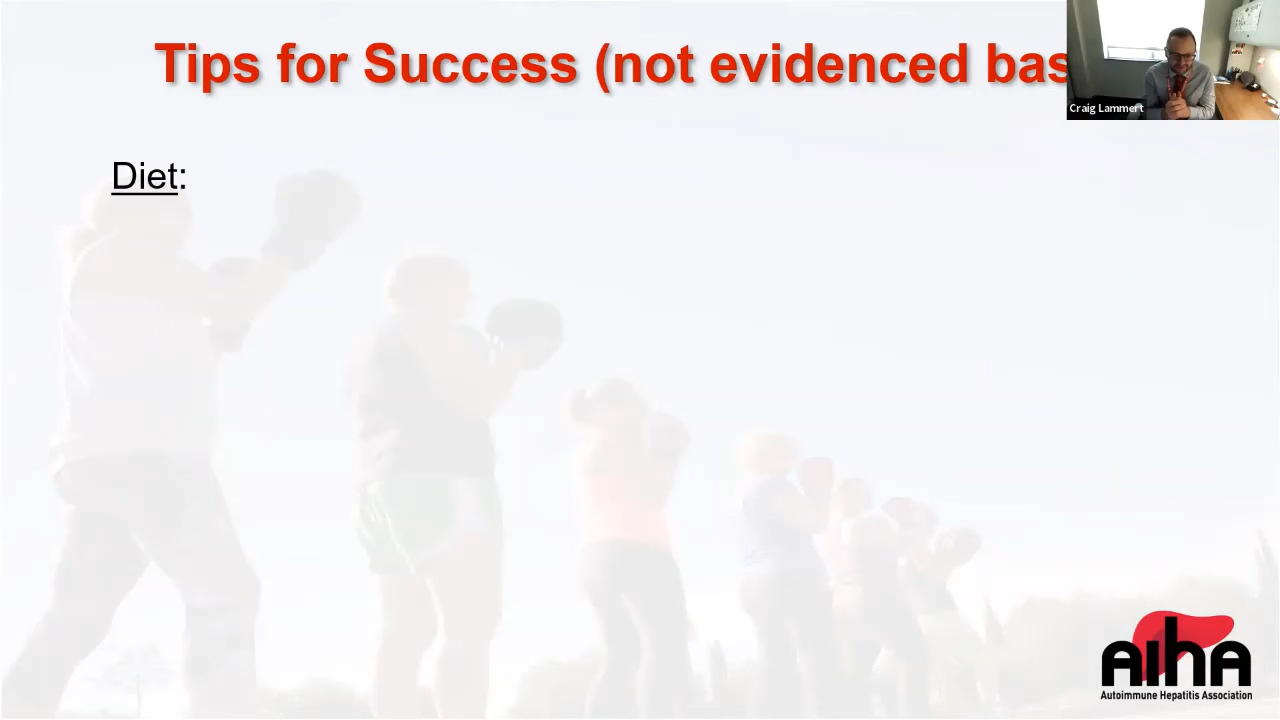 Tips for Success (not evidenced bas
Craig Lammert
Diet:
AIHA
Autoimmune Hepatitis Association